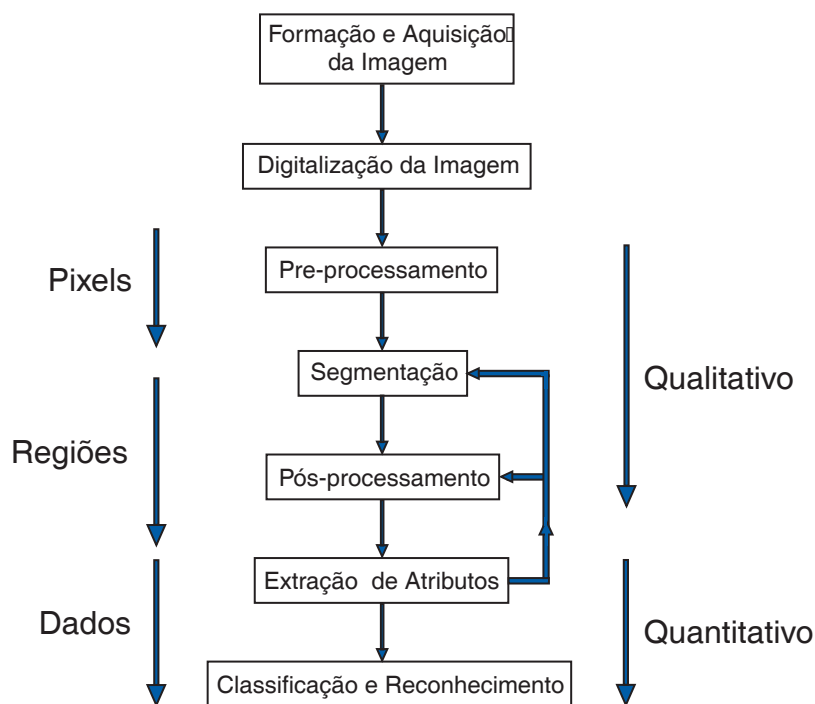 Formação e Aquisição
da Imagem
Digitalização da Imagem
Pixels
Pre-processamento
Segmentação
Qualitativo
Regiões
Pós-processamento
Extração de Atributos
Dados
Quantitativo
Classificação e Reconhecimento